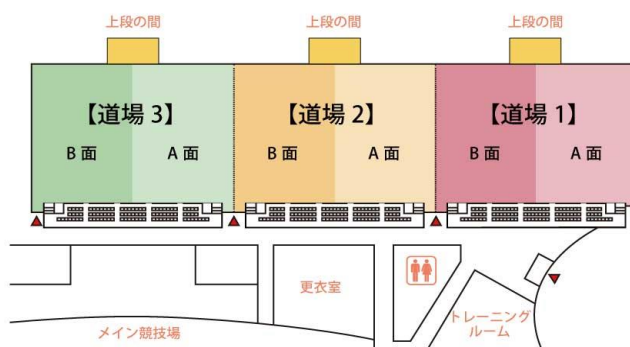 上段の間
上段の間
上段の間
【道場 3】
【道場 2】
【道場 1】
B 面
A 面
B 面
A 面
B 面
A 面
更衣室
メイン競技場
トレーニング
ルーム